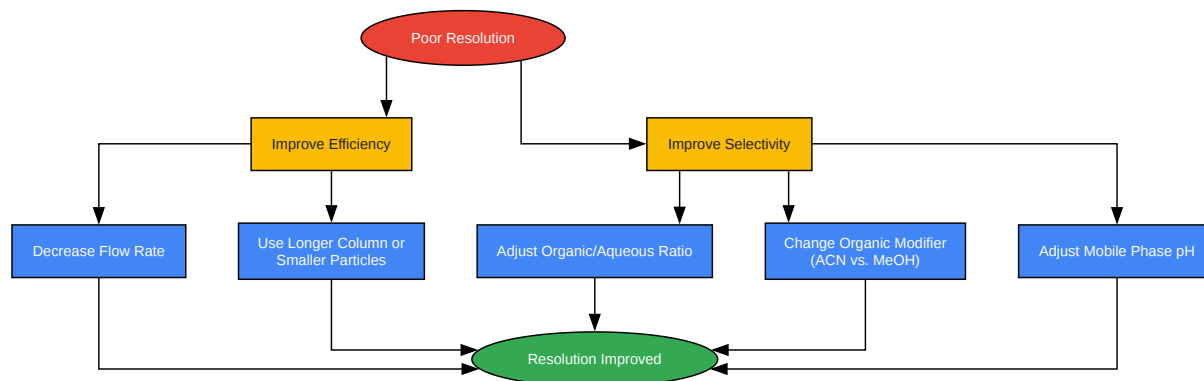 Poor Resolution
Improve Efficiency
Improve Selectivity
Decrease Flow Rate
Use Longer Column or
Smaller Particles
Adjust Organic/Aqueous Ratio
Change Organic Modifier
(ACN vs. MeOH)
Adjust Mobile Phase pH
Resolution Improved